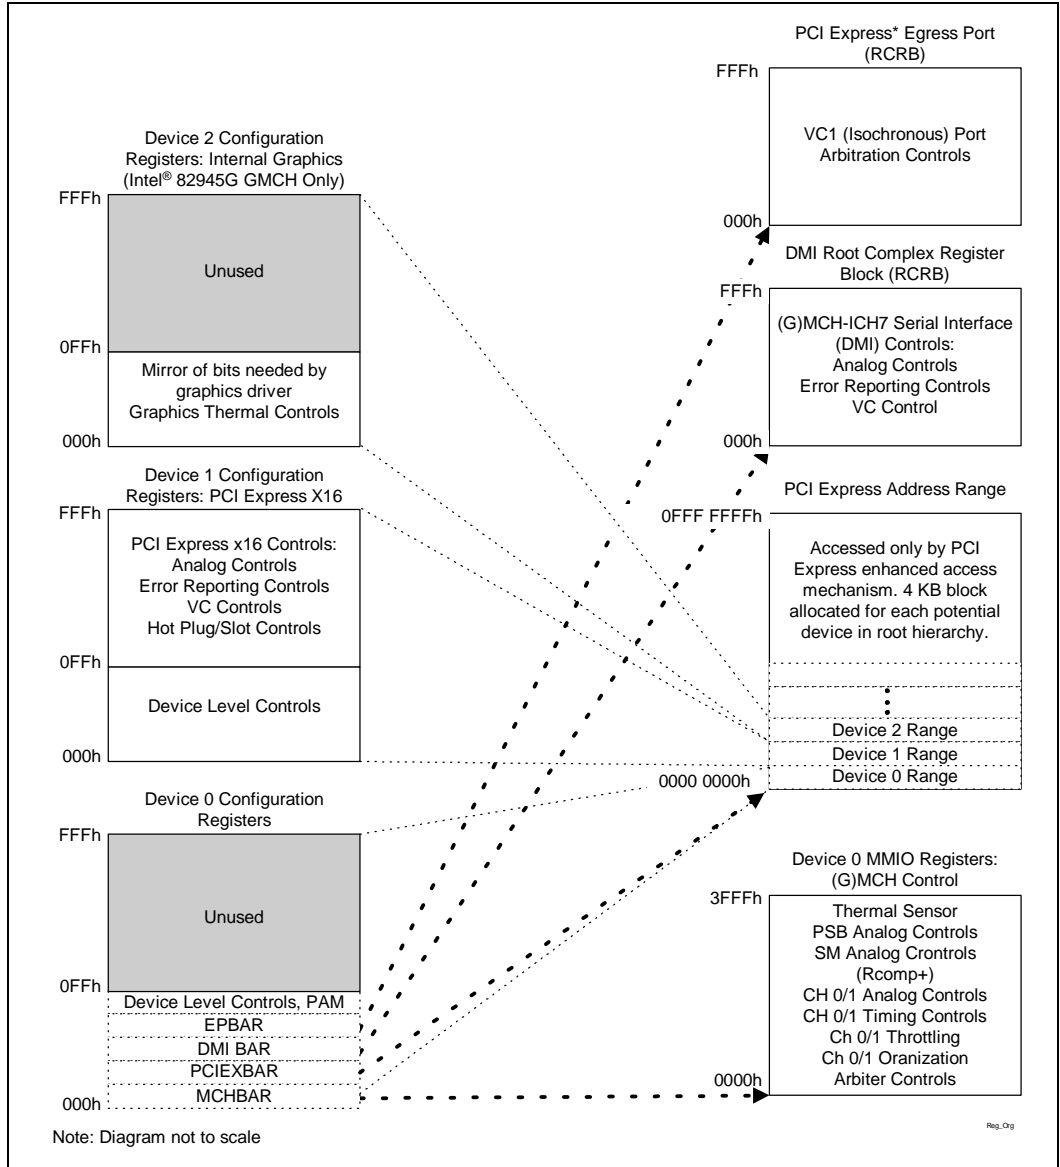 Device 2 Configuration
Registers: Internal Graphics
(Intel® 82945G GMCH Only)
FFFh
Unused
0FFh
Mirror of bits needed by
graphics driver
Graphics Thermal Controls
000h
Device 1 Configuration
Registers: PCI Express X16
FFFh
PCI Express x16 Controls:
Analog Controls
Error Reporting Controls
VC Controls
Hot Plug/Slot Controls
0FFh
Device Level Controls
000h
Device 0 Configuration
Registers
FFFh
Unused
0FFh
Device Level Controls, PAM
EPBAR
DMI BAR
PCIEXBAR
MCHBAR
000h
PCI Express* Egress Port
(RCRB)
FFFh
VC1 (Isochronous) Port
Arbitration Controls
000h
DMI Root Complex Register
Block (RCRB)
FFFh
(G)MCH-ICH7 Serial Interface
(DMI) Controls:
Analog Controls
Error Reporting Controls
VC Control
000h
PCI Express Address Range
0FFF FFFFh
Accessed only by PCI
Express enhanced access
mechanism. 4 KB block
allocated for each potential
device in root hierarchy.
Device 2 Range
Device 1 Range
Device 0 Range
0000 0000h
Device 0 MMIO Registers:
(G)MCH Control
3FFFh
Thermal Sensor
PSB Analog Controls
SM Analog Crontrols
(Rcomp+)
CH 0/1 Analog Controls
CH 0/1 Timing Controls
Ch 0/1 Throttling
Ch 0/1 Oranization
Arbiter Controls
0000h
Note: Diagram not to scale
Reg_Org